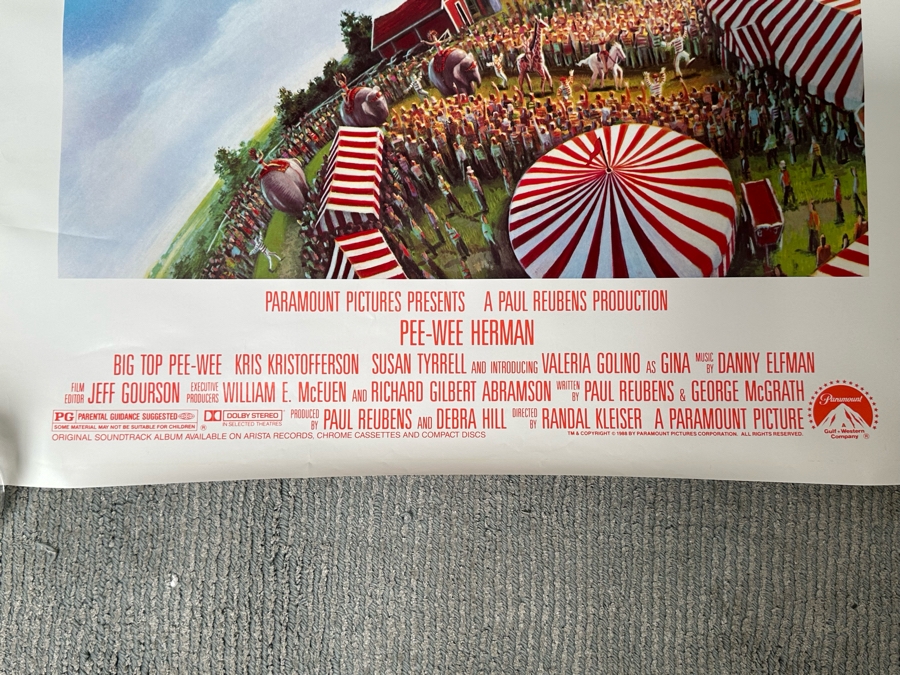 PARAMOUNT PICTURES PRESENTS A PAUL REUBENS PRODUCTION
PEE-WEE HERMAN
BIG TOP PEE-WEE KRIS KRISTOFFERSON SUSAN TYRRELL AND INTRODUCING VALERIA GOLINO AS GINA MUSIC BY DANNY ELFMAN
FILM EDITOR JEFF GOURSON EXECUTIVE PRODUCERS WILLIAM E. McEUEN AND RICHARD GILBERT ABRAMSON WRITTEN BY PAUL REUBENS & GEORGE McGRATH
PG PARENTAL GUIDANCE SUGGESTED
SOME MATERIAL MAY NOT BE SUITABLE FOR CHILDREN ®
DOLBY STEREO
IN SELECTED THEATRES
PRODUCED BY PAUL REUBENS AND DEBRA HILL DIRECTED BY RANDAL KLEISER A PARAMOUNT PICTURE
ORIGINAL SOUNDTRACK ALBUM AVAILABLE ON ARISTA RECORDS, CHROME CASSETTES AND COMPACT DISCS
TM & COPYRIGHT © 1988 BY PARAMOUNT PICTURES CORPORATION. ALL RIGHTS RESERVED.
Paramount
A
Gulf + Western
Company ®